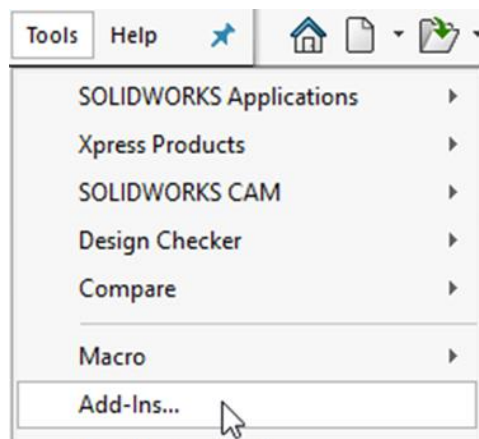 Tools Help
SOLIDWORKS Applications
Xpress Products
SOLIDWORKS CAM
Design Checker
Compare
Macro
Add-Ins...